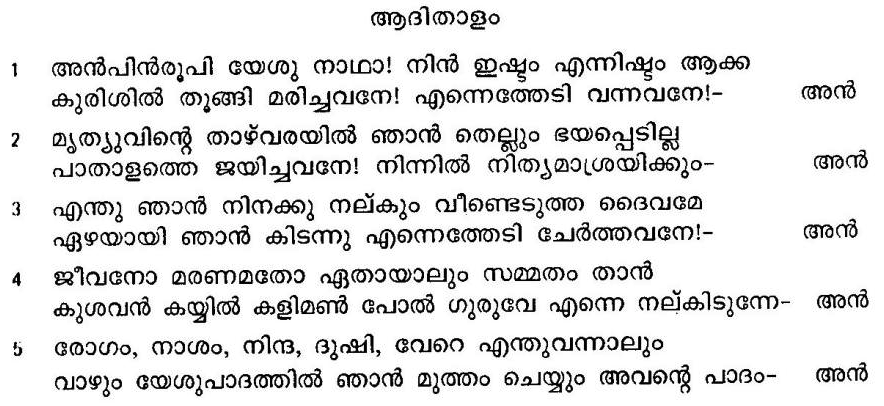 ആദിതാളം
1 അൻപിൻരൂപി യേശു നാഥാ! നിൻ ഇഷ്ടം എന്നിഷ്ടം ആക്ക
കുരിശിൽ തൂങ്ങി മരിച്ചവനേ! എന്നെത്തേടി വന്നവനേ!– അൻ
2 മൃത്യുവിന്റെ താഴ്‌വരയിൽ ഞാൻ തെല്ലും ഭയപ്പെടില്ല
പാതാളത്തെ ജയിച്ചവനേ! നിന്നിൽ നിത്യമാശ്രയിക്കും– അൻ
3 എന്തു ഞാൻ നിനക്കു നല്കും വീണ്ടെടുത്ത ദൈവമേ
ഏഴയായി ഞാൻ കിടന്നു എന്നെത്തേടി ചേർത്തവനേ!– അൻ
4 ജീവനോ മരണമതോ ഏതായാലും സമ്മതം താൻ
കുശവൻ കയ്യിൽ കളിമൺ പോൽ ഗുരുവേ എന്നെ നല്കിടുന്നേ– അൻ
5 രോഗം, നാശം, നിന്ദ, ദുഷി, വേറെ എന്തുവന്നാലും
വാഴും യേശുപാദത്തിൽ ഞാൻ മുത്തം ചെയ്യും അവന്റെ പാദം– അൻ